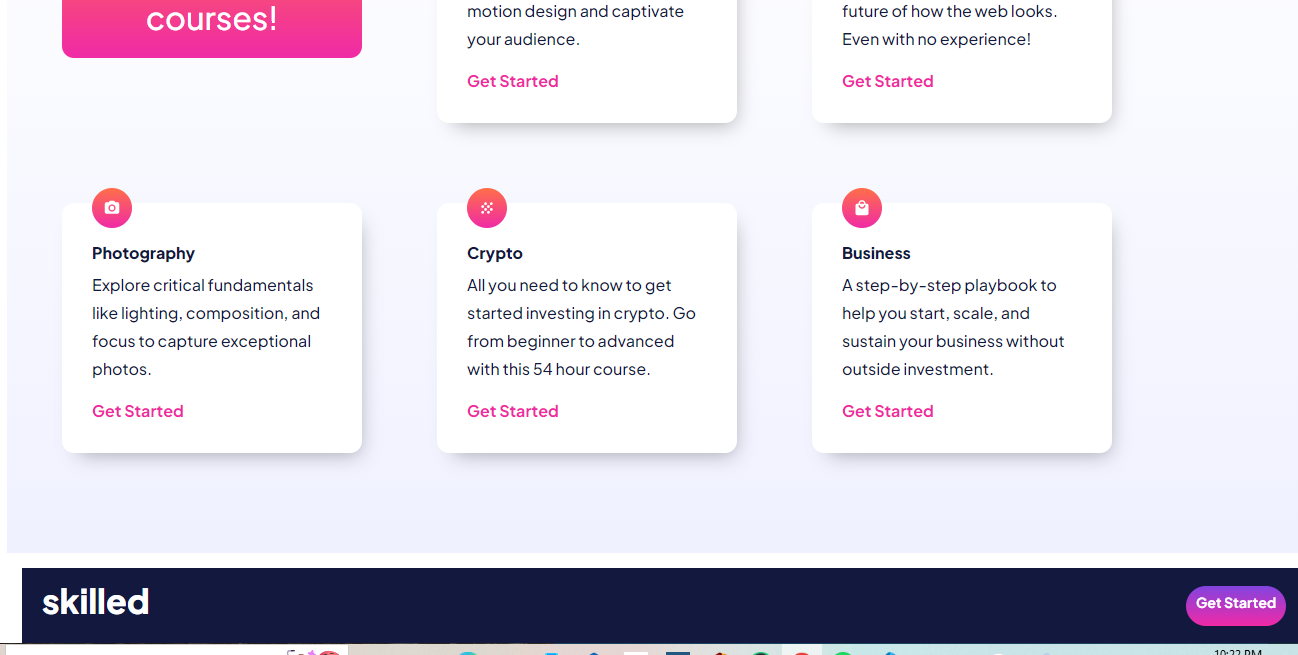 courses!
motion design and captivate
your audience.
Get Started
future of how the web looks.
Even with no experience!
Get Started
Photography
Explore critical fundamentals
like lighting, composition, and
focus to capture exceptional
photos.
Get Started
Crypto
All you need to know to get
started investing in crypto. Go
from beginner to advanced
with this 54 hour course.
Get Started
Business
A step-by-step playbook to
help you start, scale, and
sustain your business without
outside investment.
Get Started
skilled
Get Started
10:22 PM